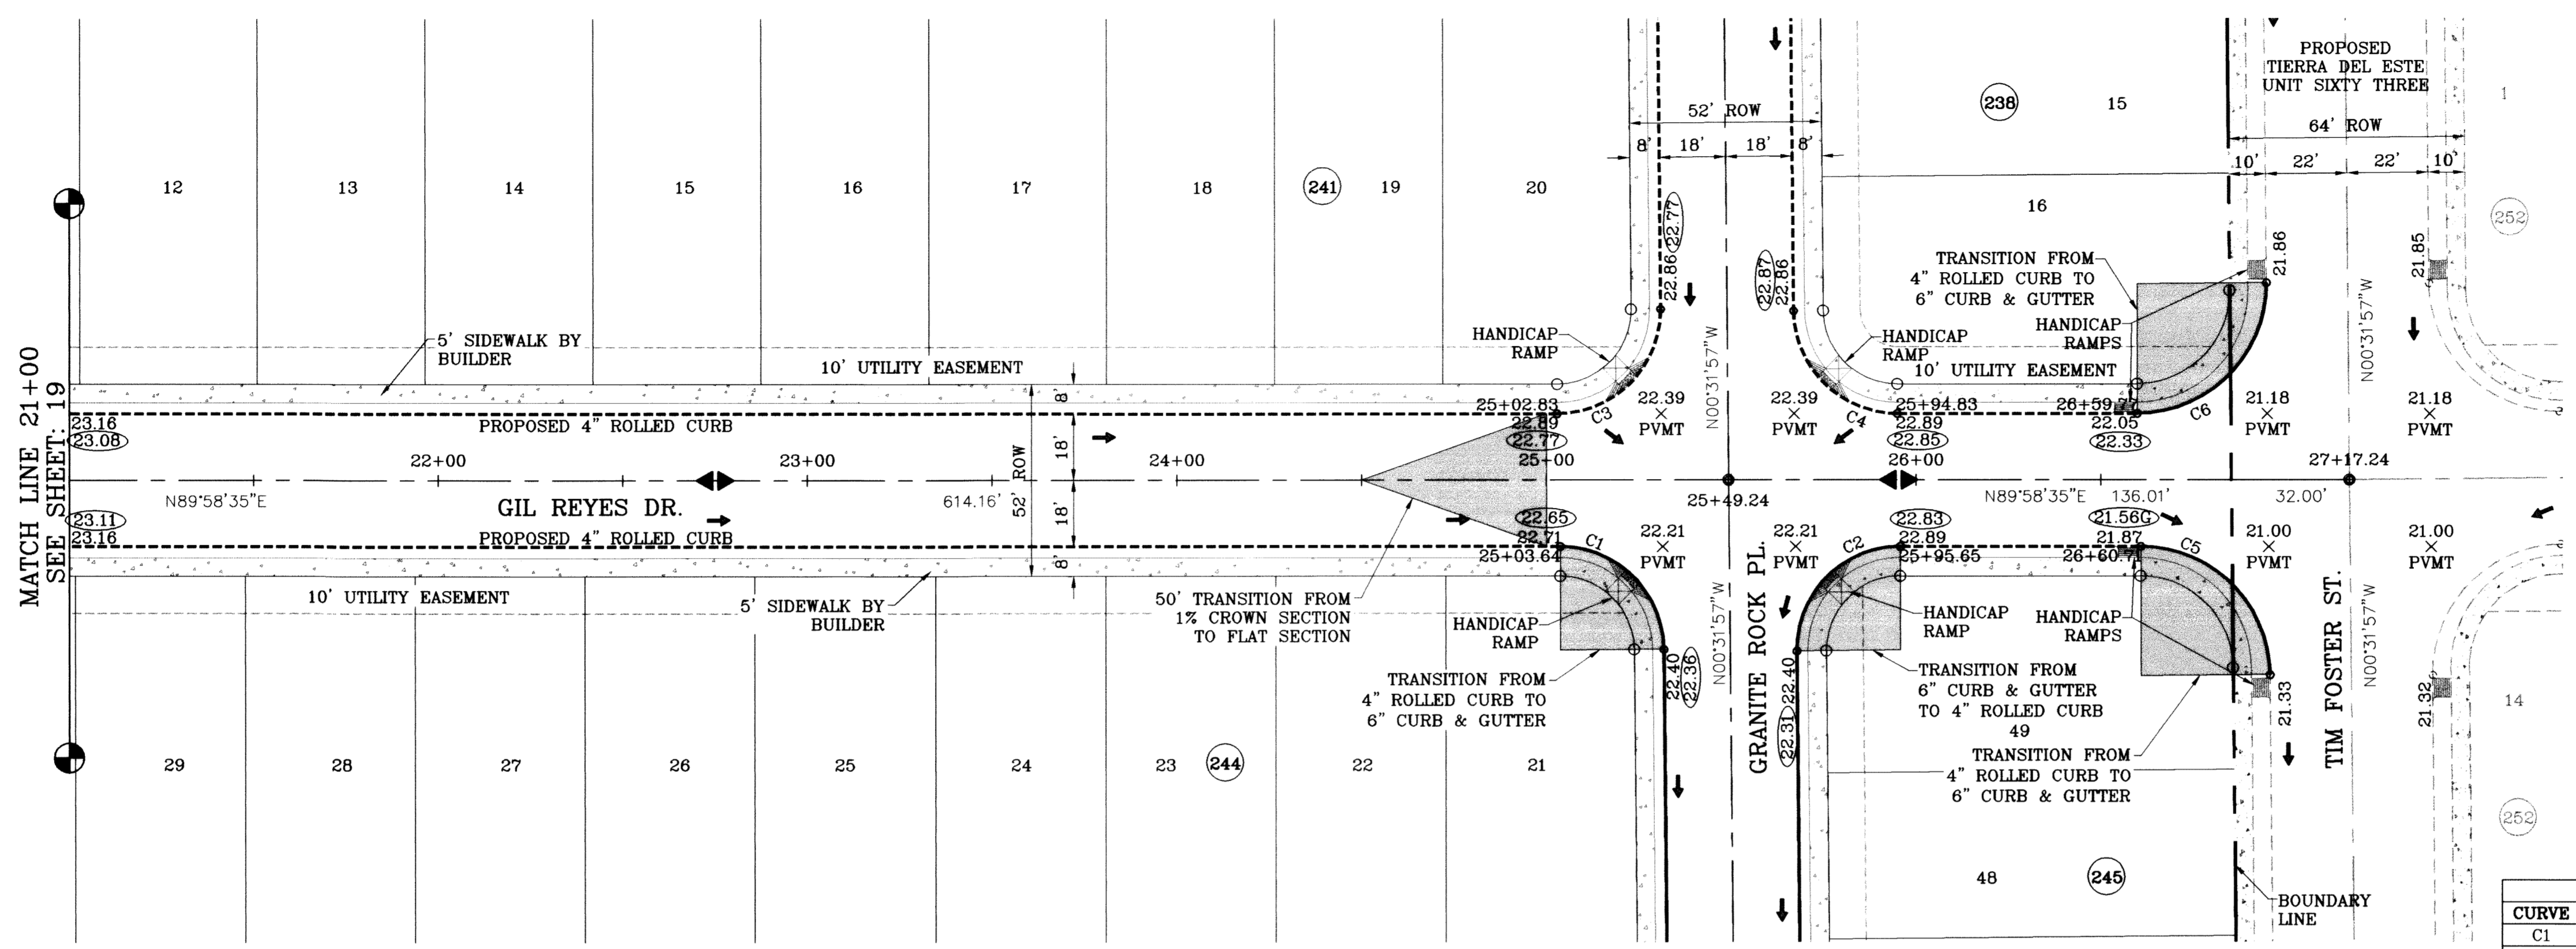 MATCH LINE 21+00
SEE SHEET: 19
12
13
14
15
16
17
18
241
19
20
5' SIDEWALK BY
BUILDER
10' UTILITY EASEMENT
23.16
23.08
PROPOSED 4" ROLLED CURB
22+00
23+00
24+00
25+00
26+00
27+17.24
N89°58'35"E
GIL REYES DR.
614.16'
8'
18'
52' ROW
18'
8'
23.11
23.16
PROPOSED 4" ROLLED CURB
10' UTILITY EASEMENT
5' SIDEWALK BY
BUILDER
50' TRANSITION FROM
1% CROWN SECTION
TO FLAT SECTION
29
28
27
26
25
24
23
244
22
21
52' ROW
8'
18'
18'
8'
22.77
22.86
22.87
22.86
HANDICAP
RAMP
HANDICAP
RAMP
N00°31'57"W
25+02.83
22.89
22.77
C3
22.39
PVMT
22.39
PVMT
C4
25+94.83
22.89
22.85
25+49.24
22.65
22.71
25+03.64
C1
22.21
PVMT
22.21
PVMT
C2
22.83
22.89
25+95.65
HANDICAP
RAMP
HANDICAP
RAMP
TRANSITION FROM
4" ROLLED CURB TO
6" CURB & GUTTER
22.40
22.36
N00°31'57"W
GRANITE ROCK PL.
22.31
22.40
TRANSITION FROM
6" CURB & GUTTER
TO 4" ROLLED CURB
49
238
15
16
TRANSITION FROM
4" ROLLED CURB TO
6" CURB & GUTTER
HANDICAP
RAMPS
10' UTILITY EASEMENT
22.05
22.33
C6
N89°58'35"E
136.01'
32.00'
21.56G
21.87
26+60.71
C5
HANDICAP
RAMPS
TRANSITION FROM
4" ROLLED CURB TO
6" CURB & GUTTER
48
245
BOUNDARY
LINE
PROPOSED
TIERRA DEL ESTE
UNIT SIXTY THREE
64' ROW
10'
22'
22'
10'
1
252
21.86
21.85
N00°31'57"W
21.18
PVMT
21.18
PVMT
21.00
PVMT
21.00
PVMT
TIM FOSTER ST.
N00°31'57"W
21.33
21.32
14
252
CURVE
C1